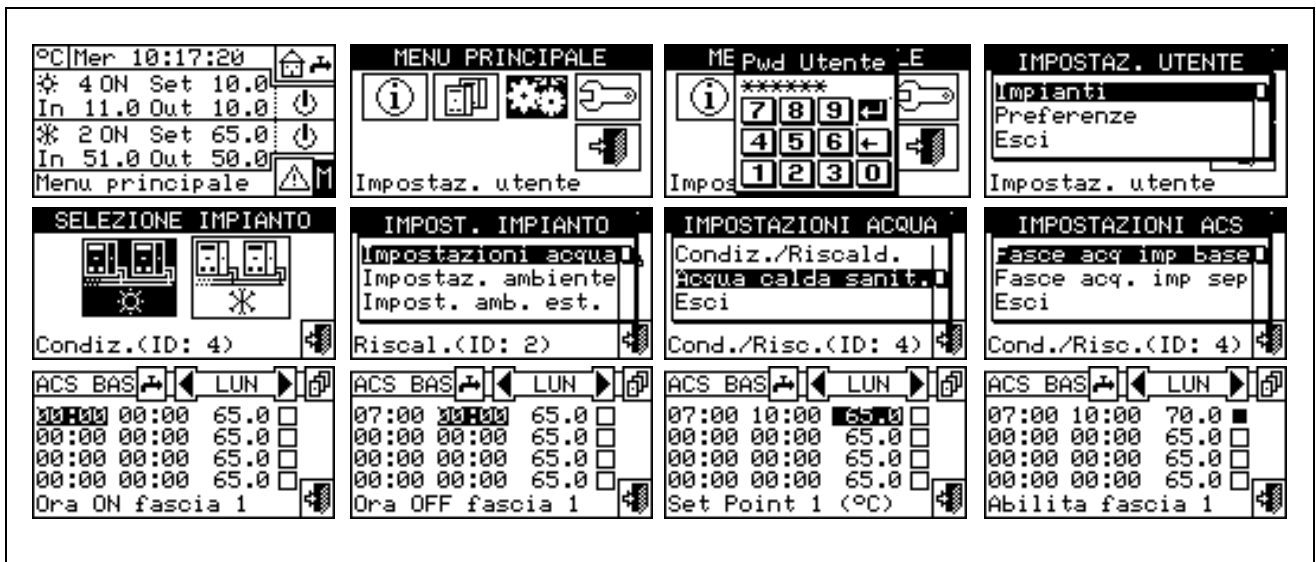 °C Mer 10:17:20
4 ON Set 10.0
In 11.0 Out 10.0
2 ON Set 65.0
In 51.0 Out 50.0
Menu principale M
MENU PRINCIPALE
i
Impostaz. utente
ME Pwd Utente LE
******
i
7 8 9
4 5 6
1 2 3 0
Impos
IMPOSTAZ. UTENTE
Impianti
Preferenze
Esci
Impostaz. utente
SELEZIONE IMPIANTO
Condiz.(ID: 4)
IMPOST. IMPIANTO
Impostazioni acqua
Impostaz. ambiente
Impost. amb. est.
Riscal.(ID: 2)
IMPOSTAZIONI ACQUA
Condiz./Riscald.
Acqua calda sanit.
Esci
Cond./Risc.(ID: 4)
IMPOSTAZIONI ACS
Fasce acq imp base
Fasce acq. imp sep
Esci
Cond./Risc.(ID: 4)
ACS BAS LUN
00:00 00:00 65.0
00:00 00:00 65.0
00:00 00:00 65.0
00:00 00:00 65.0
Ora ON fascia 1
ACS BAS LUN
07:00 00:00 65.0
00:00 00:00 65.0
00:00 00:00 65.0
00:00 00:00 65.0
Ora OFF fascia 1
ACS BAS LUN
07:00 10:00 65.0
00:00 00:00 65.0
00:00 00:00 65.0
00:00 00:00 65.0
Set Point 1 (°C)
ACS BAS LUN
07:00 10:00 70.0
00:00 00:00 65.0
00:00 00:00 65.0
00:00 00:00 65.0
Abilita fascia 1